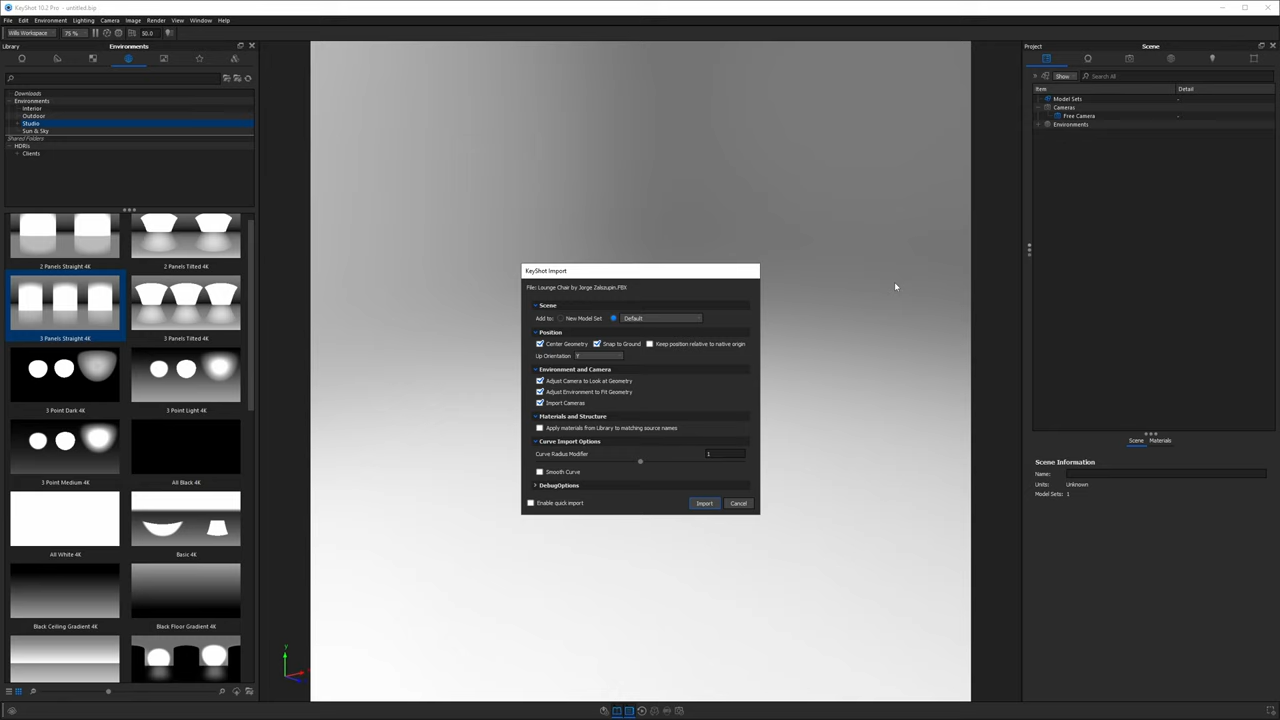 KeyShot 10.2 Pro - untitled.bip
File Edit Environment Lighting Camera Image Render View Window Help
Wills Workspace 75 % 50.0
Library Environments
Downloads
Environments
Interior
Outdoor
Studio
Sun & Sky
Shared Folders
HDRIs
Clients
2 Panels Straight 4K 2 Panels Tilted 4K
3 Panels Straight 4K 3 Panels Tilted 4K
3 Point Dark 4K 3 Point Light 4K
3 Point Medium 4K All Black 4K
All White 4K Basic 4K
Black Ceiling Gradient 4K Black Floor Gradient 4K
y
KeyShot Import
File: Lounge Chair by Jorge Zalszupin.FBX
Scene
Add to: New Model Set Default
Position
Center Geometry Snap to Ground Keep position relative to native origin
Up Orientation ?
Environment and Camera
Adjust Camera to Look at Geometry
Adjust Environment to Fit Geometry
Import Cameras
Materials and Structure
Apply materials from Library to matching source names
Curve Import Options
Curve Radius Modifier 1
Smooth Curve
DebugOptions
Enable quick import Import Cancel
Project Scene
Show Search All
Item Detail
Model Sets -
Cameras
Free Camera -
Environments
Scene Materials
Scene Information
Name:
Units: Unknown
Model Sets: 1